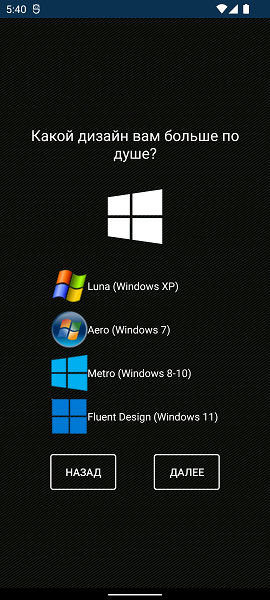 5:40
Какой дизайн вам больше по
душе?
Luna (Windows XP)
Aero (Windows 7)
Metro (Windows 8-10)
Fluent Design (Windows 11)
НАЗАД
ДАЛЕЕ